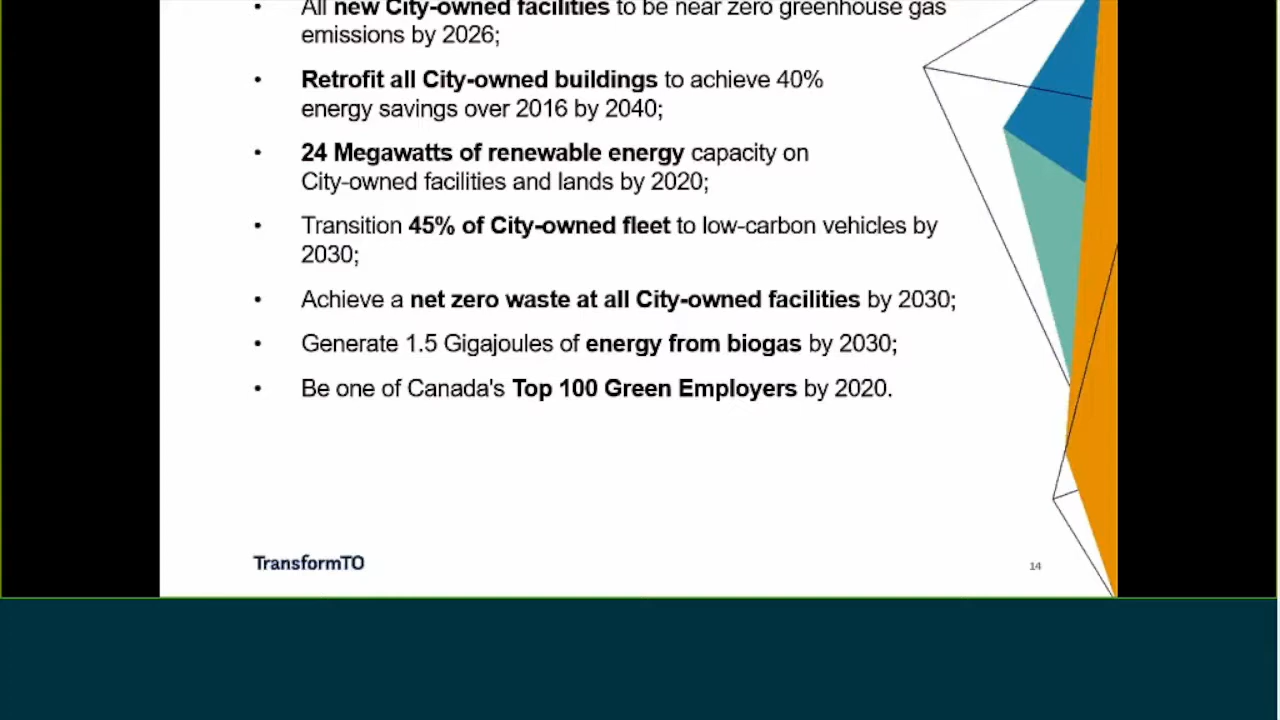 • All new City-owned facilities to be near zero greenhouse gas
emissions by 2026;
• Retrofit all City-owned buildings to achieve 40%
energy savings over 2016 by 2040;
• 24 Megawatts of renewable energy capacity on
City-owned facilities and lands by 2020;
• Transition 45% of City-owned fleet to low-carbon vehicles by
2030;
• Achieve a net zero waste at all City-owned facilities by 2030;
• Generate 1.5 Gigajoules of energy from biogas by 2030;
• Be one of Canada's Top 100 Green Employers by 2020.
TransformTO
14